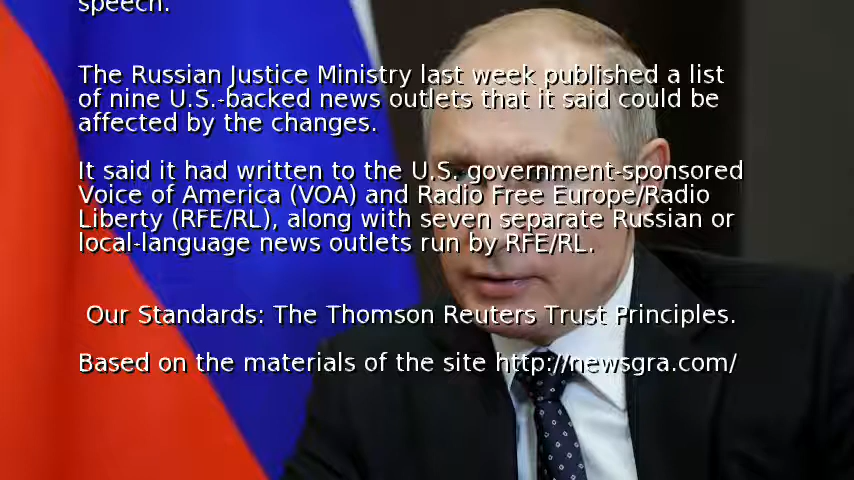 speech.
The Russian Justice Ministry last week published a list
of nine U.S.-backed news outlets that it said could be
affected by the changes.
It said it had written to the U.S. government-sponsored
Voice of America (VOA) and Radio Free Europe/Radio
Liberty (RFE/RL), along with seven separate Russian or
local-language news outlets run by RFE/RL.
Our Standards: The Thomson Reuters Trust Principles.
Based on the materials of the site http://newsgra.com/